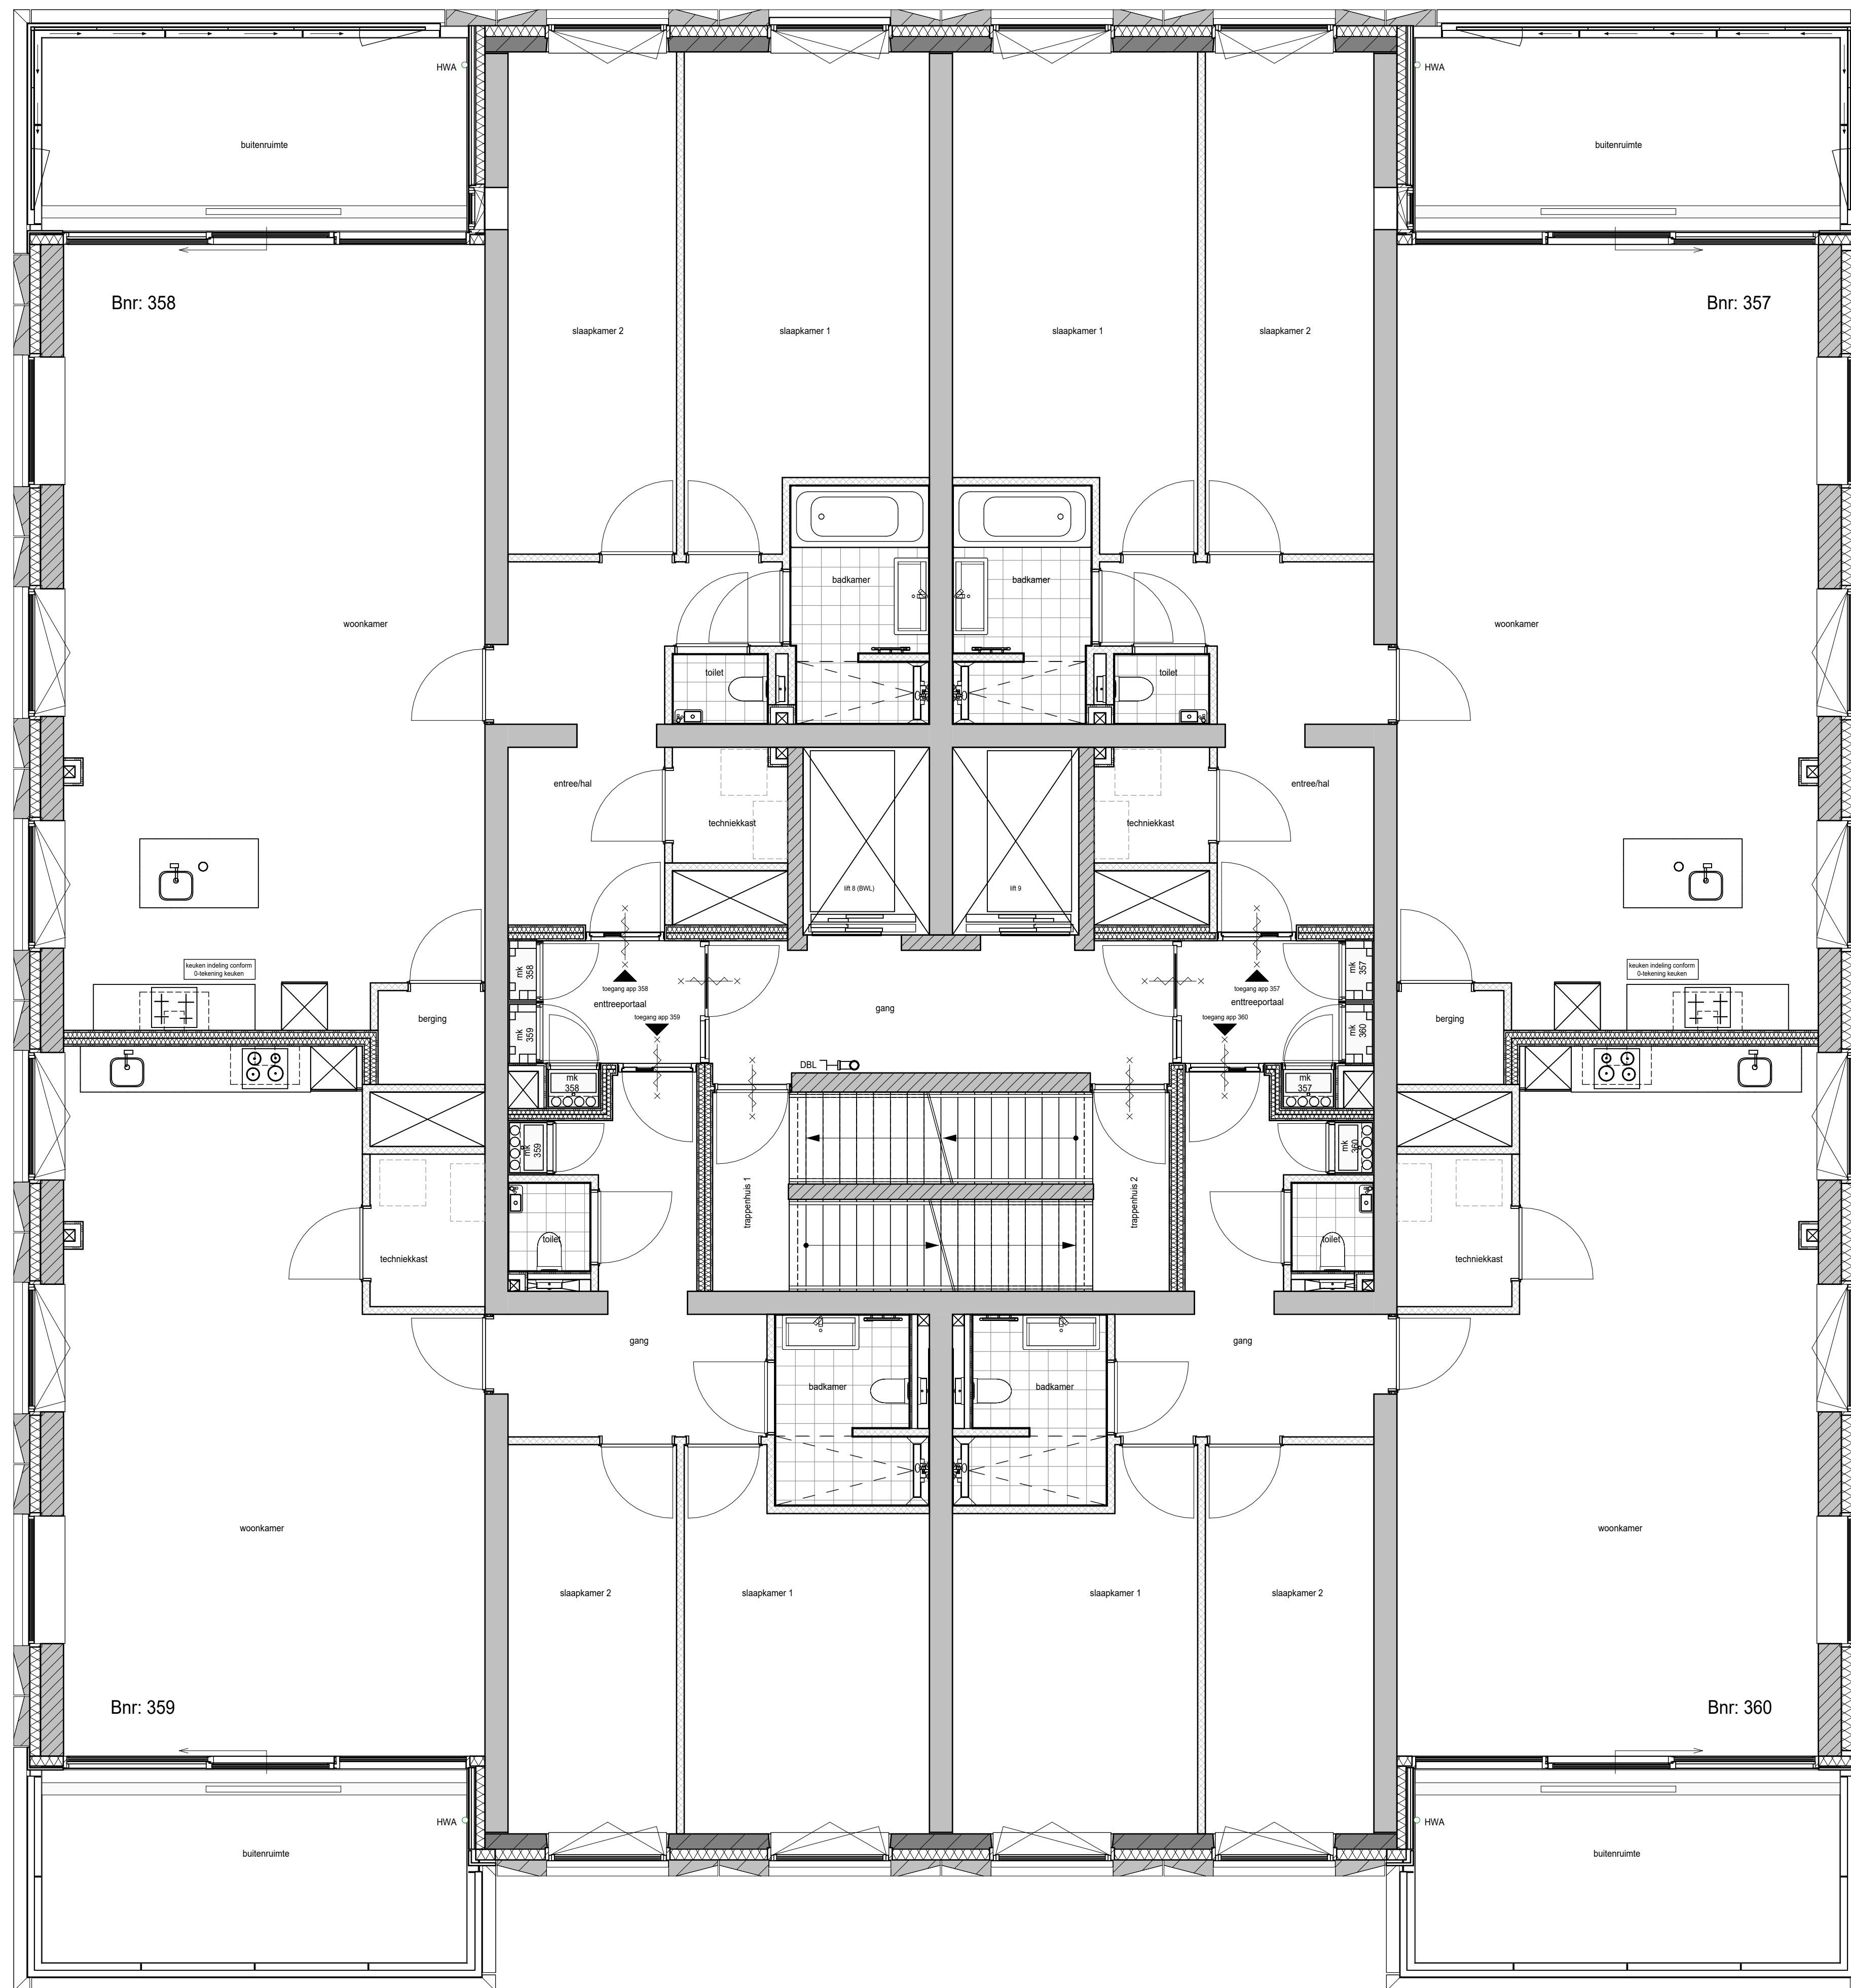 HWA
HWA
buitenruimte
buitenruimte
Bnr: 358
Bnr: 357
slaapkamer 2
slaapkamer 1
slaapkamer 1
slaapkamer 2
badkamer
badkamer
woonkamer
woonkamer
toilet
toilet
entree/hal
entree/hal
techniekkast
techniekkast
lift 8 (BWL)
lift 9
keuken indeling conform
0-tekening keuken
keuken indeling conform
0-tekening keuken
mk
358
toegang app 358
toegang app 357
mk
357
enttreeportaal
enttreeportaal
gang
berging
mk
359
toegang app 359
toegang app 360
mk
360
berging
DBL
mk
358
mk
357
mk
359
mk
360
trappenhuis 1
trappenhuis 2
toilet
toilet
techniekkast
techniekkast
gang
gang
badkamer
badkamer
woonkamer
woonkamer
slaapkamer 2
slaapkamer 1
slaapkamer 1
slaapkamer 2
Bnr: 359
Bnr: 360
HWA
HWA
buitenruimte
buitenruimte